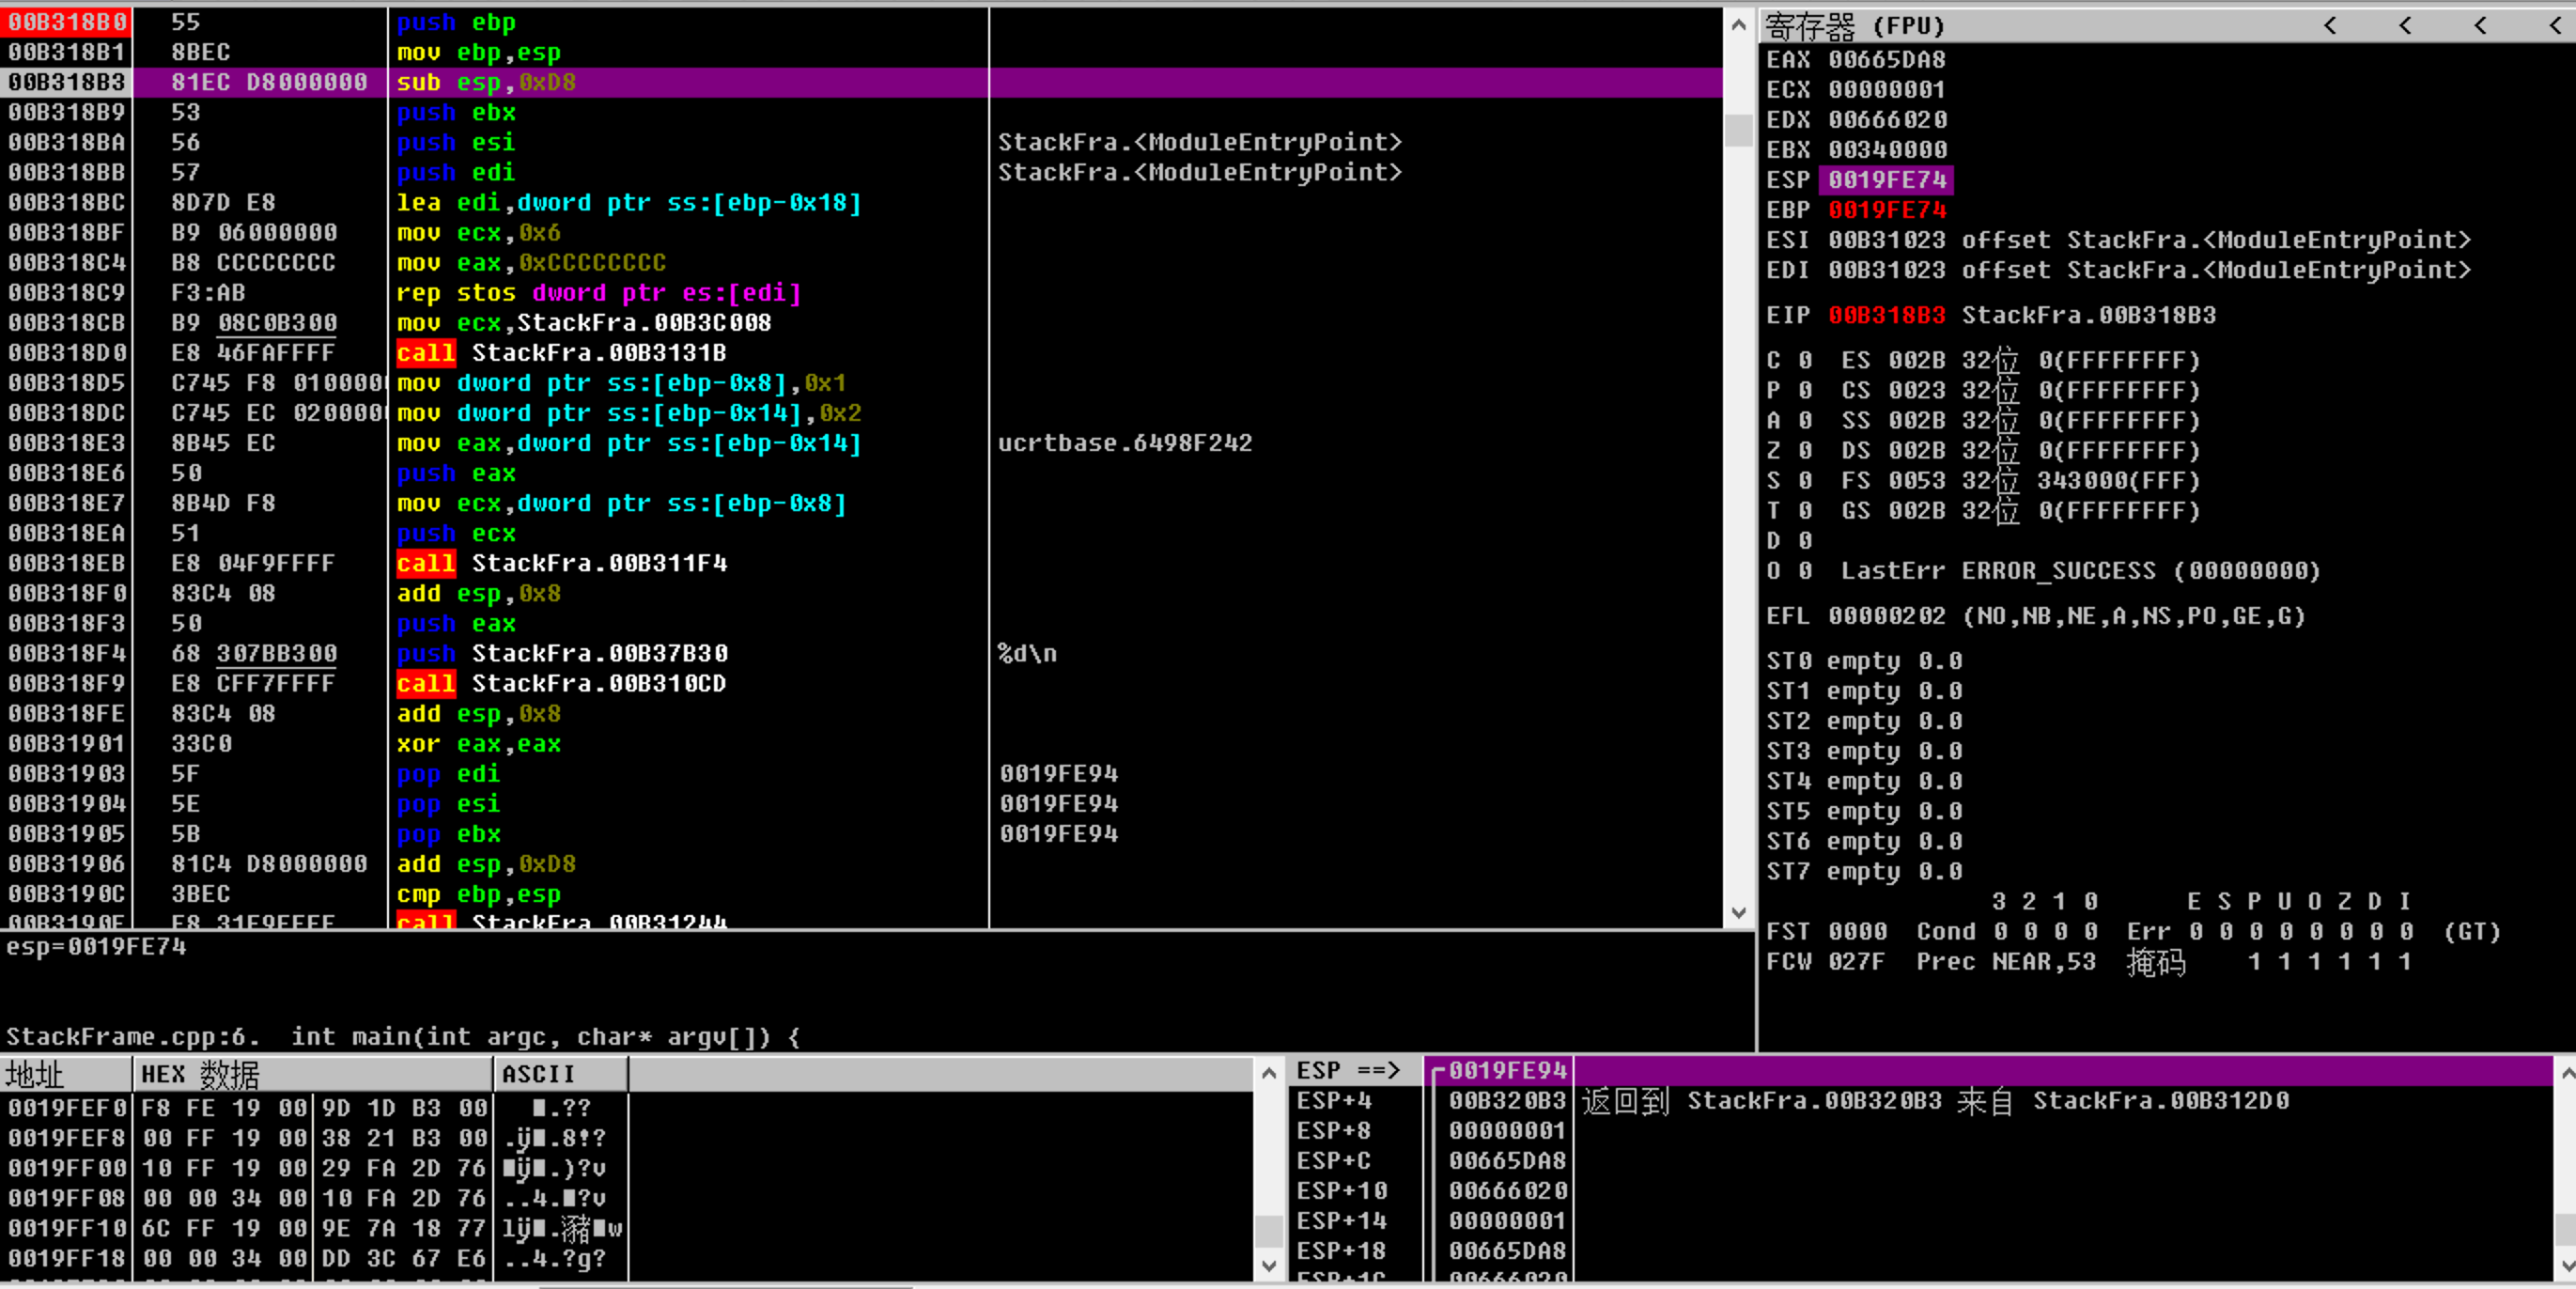 00B318B0 55 push ebp
00B318B1 8BEC mov ebp,esp
00B318B3 81EC D8000000 sub esp,0xD8
00B318B9 53 push ebx
00B318BA 56 push esi StackFra.<ModuleEntryPoint>
00B318BB 57 push edi StackFra.<ModuleEntryPoint>
00B318BC 8D7D E8 lea edi,dword ptr ss:[ebp-0x18]
00B318BF B9 06000000 mov ecx,0x6
00B318C4 B8 CCCCCCCC mov eax,0xCCCCCCCC
00B318C9 F3:AB rep stos dword ptr es:[edi]
00B318CB B9 08C0B300 mov ecx,StackFra.00B3C008
00B318D0 E8 46FAFFFF call StackFra.00B3131B
00B318D5 C745 F8 010000 mov dword ptr ss:[ebp-0x8],0x1
00B318DC C745 EC 020000 mov dword ptr ss:[ebp-0x14],0x2
00B318E3 8B45 EC mov eax,dword ptr ss:[ebp-0x14] ucrtbase.6498F242
00B318E6 50 push eax
00B318E7 8B4D F8 mov ecx,dword ptr ss:[ebp-0x8]
00B318EA 51 push ecx
00B318EB E8 04F9FFFF call StackFra.00B311F4
00B318F0 83C4 08 add esp,0x8
00B318F3 50 push eax
00B318F4 68 307BB300 push StackFra.00B37B30 %d\n
00B318F9 E8 CFF7FFFF call StackFra.00B310CD
00B318FE 83C4 08 add esp,0x8
00B31901 33C0 xor eax,eax
00B31903 5F pop edi 0019FE94
00B31904 5E pop esi 0019FE94
00B31905 5B pop ebx 0019FE94
00B31906 81C4 D8000000 add esp,0xD8
00B3190C 3BEC cmp ebp,esp
00B3190E E8 31F9FFFF call StackFra.00B31244
esp=0019FE74
StackFrame.cpp:6. int main(int argc, char* argv[]) {
寄存器 (FPU) < < < <
EAX 00665DA8
ECX 00000001
EDX 00666020
EBX 00340000
ESP 0019FE74
EBP 0019FE74
ESI 00B31023 offset StackFra.<ModuleEntryPoint>
EDI 00B31023 offset StackFra.<ModuleEntryPoint>
EIP 00B318B3 StackFra.00B318B3
C 0 ES 002B 32位 0(FFFFFFFF)
P 0 CS 0023 32位 0(FFFFFFFF)
A 0 SS 002B 32位 0(FFFFFFFF)
Z 0 DS 002B 32位 0(FFFFFFFF)
S 0 FS 0053 32位 343000(FFF)
T 0 GS 002B 32位 0(FFFFFFFF)
D 0
O 0 LastErr ERROR_SUCCESS (00000000)
EFL 00000202 (NO,NB,NE,A,NS,PO,GE,G)
ST0 empty 0.0
ST1 empty 0.0
ST2 empty 0.0
ST3 empty 0.0
ST4 empty 0.0
ST5 empty 0.0
ST6 empty 0.0
ST7 empty 0.0
3 2 1 0 E S P U O Z D I
FST 0000 Cond 0 0 0 0 Err 0 0 0 0 0 0 0 0 (GT)
FCW 027F Prec NEAR,53 掩码 1 1 1 1 1 1
地址 HEX 数据 ASCII
0019FEF0 F8 FE 19 00 9D 1D B3 00 .??
0019FEF8 00 FF 19 00 38 21 B3 00 .ÿ.8!?
0019FF00 10 FF 19 00 29 FA 2D 76 ÿ.)?v
0019FF08 00 00 34 00 10 FA 2D 76 ..4.?v
0019FF10 6C FF 19 00 9E 7A 18 77 lÿ.w
0019FF18 00 00 34 00 DD 3C 67 E6 ..4.?g?
ESP ==> 0019FE94
ESP+4 00B320B3 返回到 StackFra.00B320B3 来自 StackFra.00B312D0
ESP+8 00000001
ESP+C 00665DA8
ESP+10 00666020
ESP+14 00000001
ESP+18 00665DA8
ESP+1C 00666020